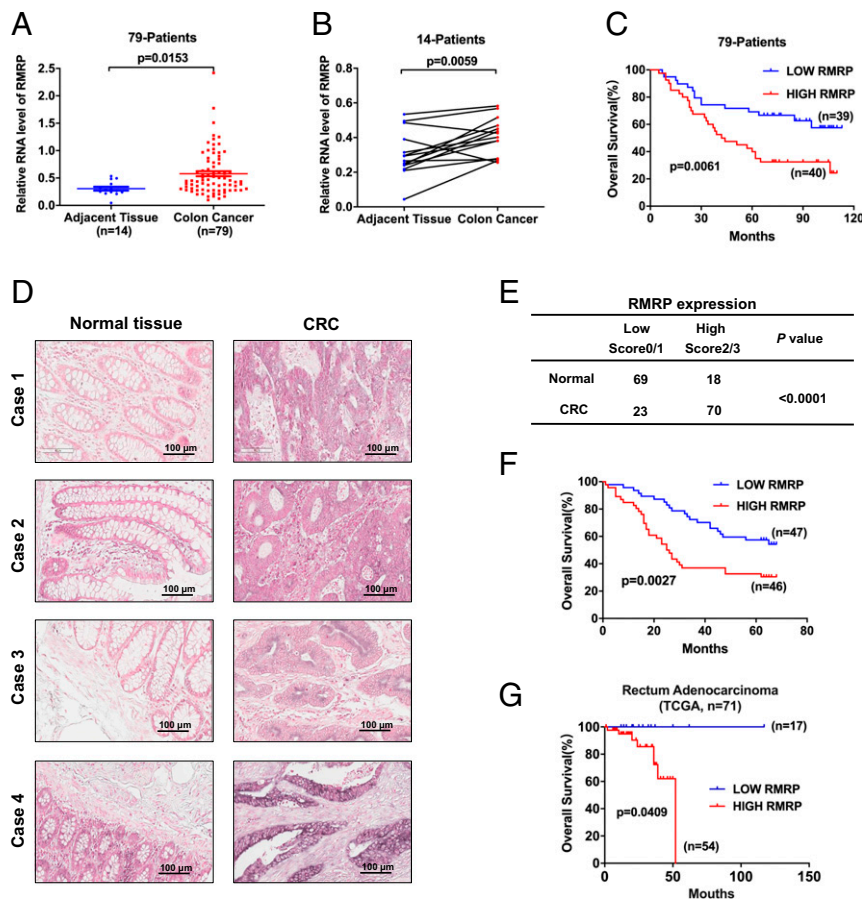 A
79-Patients
p=0.0153
Relative RNA level of RMRP
2.5
2.0
1.5
1.0
0.5
0.0
Adjacent Tissue
(n=14)
Colon Cancer
(n=79)
B
14-Patients
p=0.0059
Relative RNA level of RMRP
0.8
0.6
0.4
0.2
0.0
Adjacent Tissue
Colon Cancer
C
79-Patients
LOW RMRP
HIGH RMRP
(n=39)
(n=40)
p=0.0061
Overall Survival(%)
100
80
60
40
20
0
0 30 60 90 120
Months
D
Normal tissue
CRC
Case 1
100 μm
100 μm
Case 2
100 μm
100 μm
Case 3
100 μm
100 μm
Case 4
100 μm
100 μm
E
RMRP expression
Low High P value
Score0/1 Score2/3
Normal 69 18
<0.0001
CRC 23 70
F
LOW RMRP
HIGH RMRP
(n=47)
(n=46)
p=0.0027
Overall Survival(%)
100
80
60
40
20
0
0 20 40 60 80
Months
G
Rectum Adenocarcinoma
(TCGA, n=71)
(n=17)
LOW RMRP
HIGH RMRP
p=0.0409
(n=54)
Overall Survival(%)
100
80
60
40
20
0
0 50 100 150
Mouths